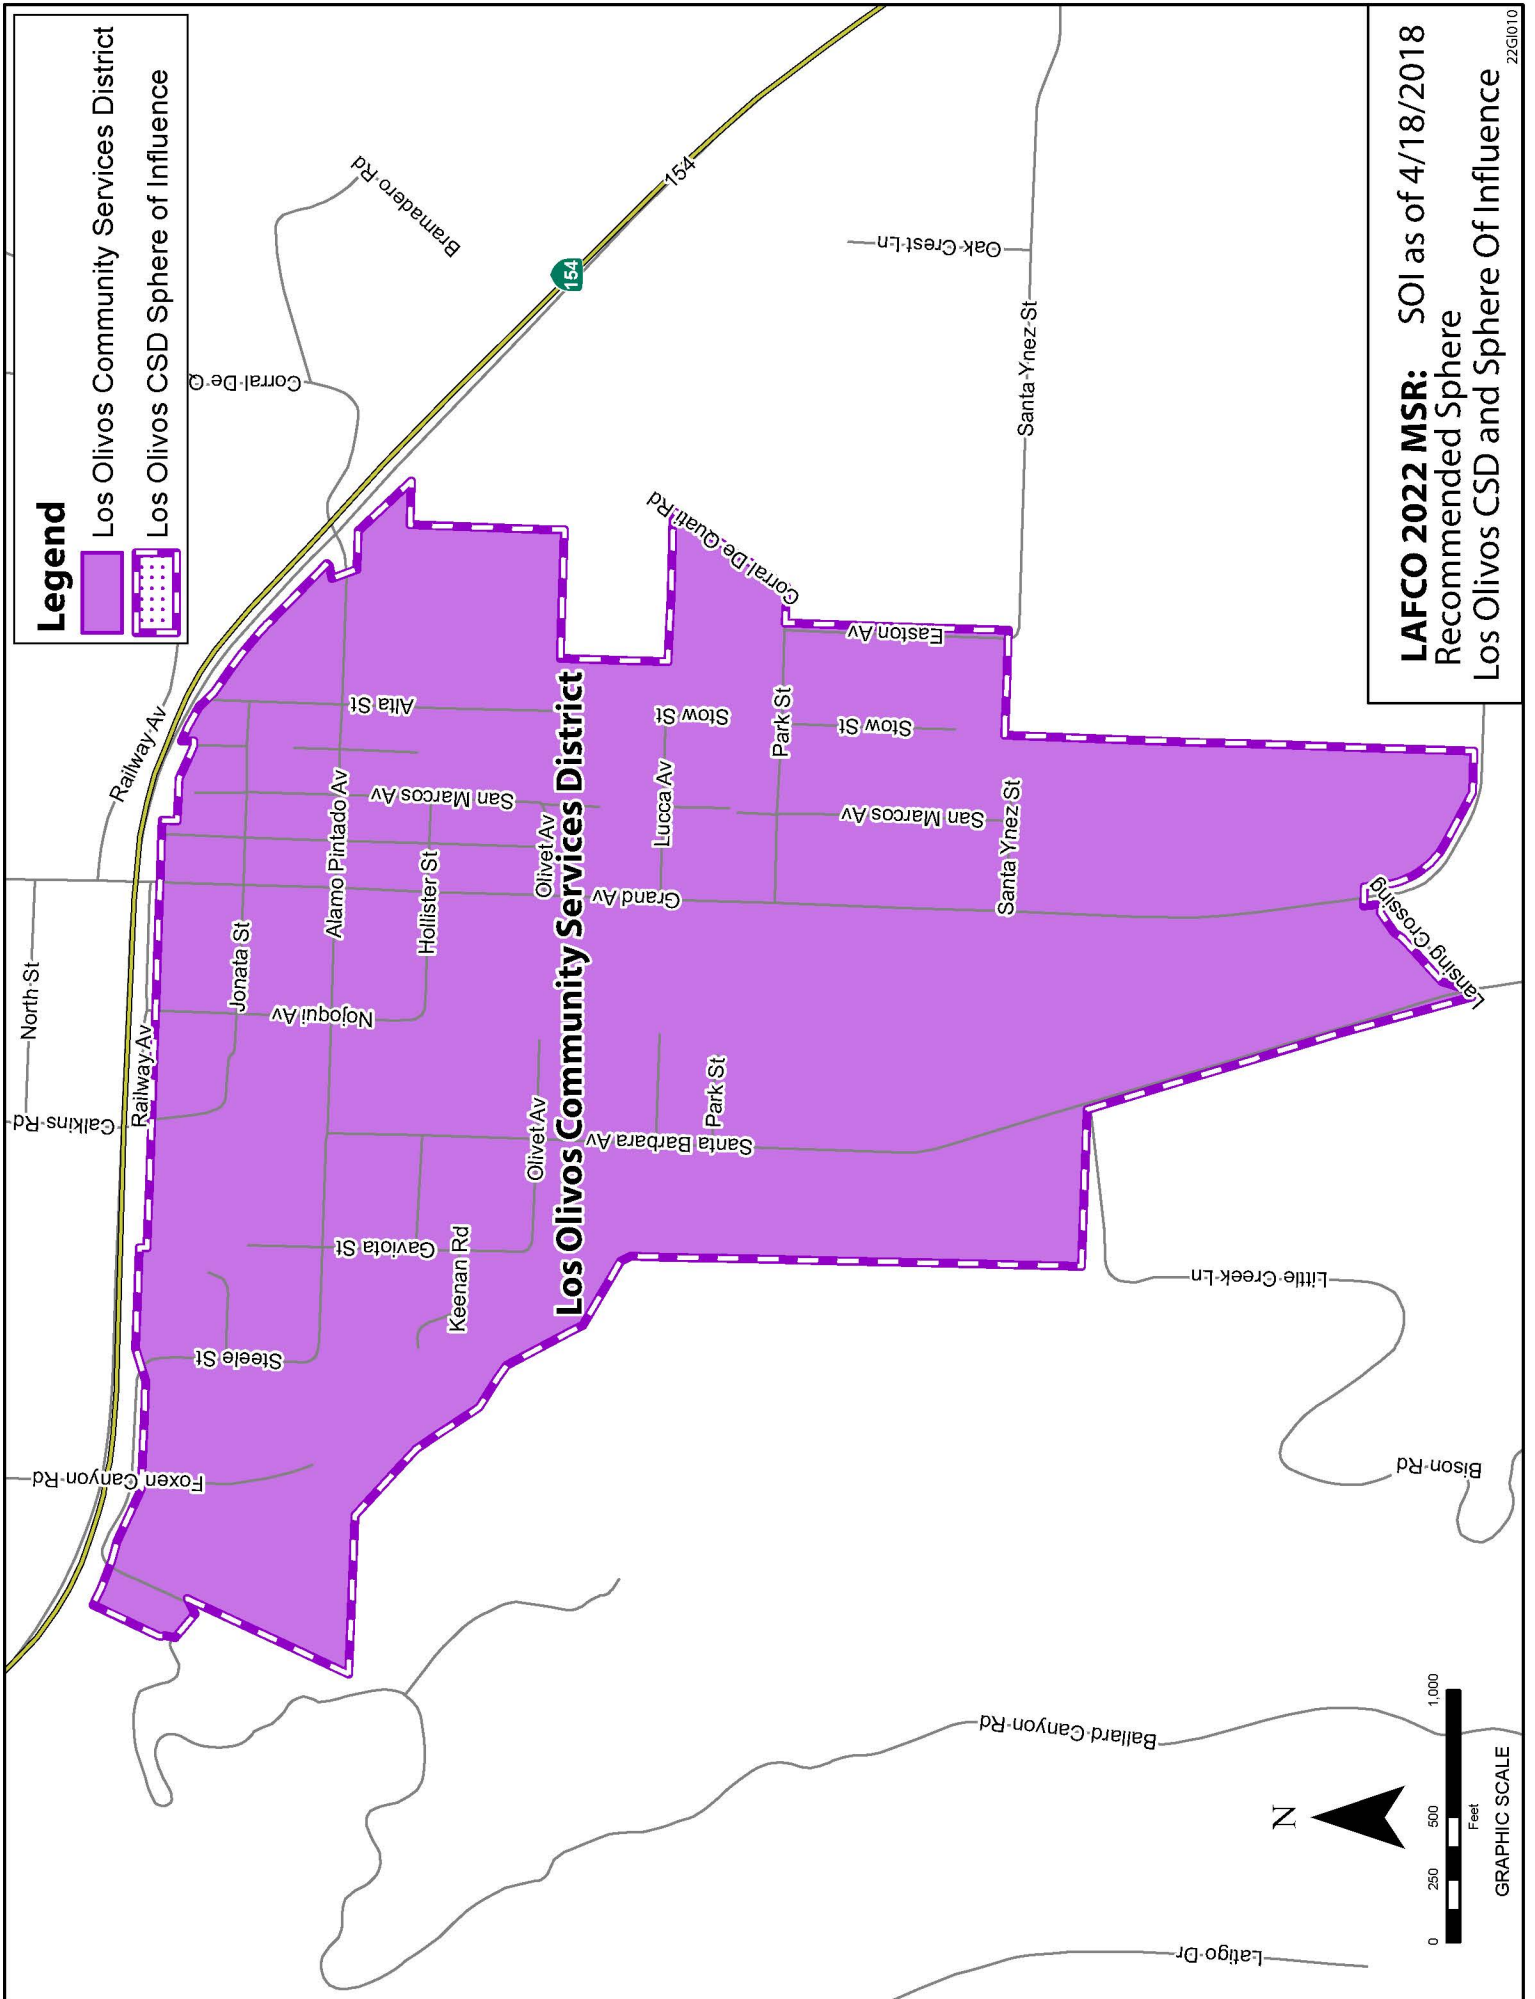 Legend
Los Olivos Community Services District
Los Olivos CSD Sphere of Influence
North St
Calkins Rd
Railway Av
Railway Av
Foxen Canyon Rd
Steele St
Jonata St
Nojoqui Av
Alamo Pintado Av
Hollister St
Alta St
San Marcos Av
Gaviota St
Keenan Rd
Olivet Av
Olivet Av
Los Olivos Community Services District
Corral De Q
Bramadero Rd
154
154
Grand Av
Lucca Av
Stow St
Corral De Quati Rd
Santa Barbara Av
Park St
Park St
Stow St
Easton Av
San Marcos Av
Santa Ynez St
Santa Ynez St
Oak Crest Ln
Little Creek Ln
Bison Rd
Lansing Crossing
Ballard Canyon Rd
Latigo Dr
N
0 250 500 1,000
Feet
GRAPHIC SCALE
LAFCO 2022 MSR: SOI as of 4/18/2018
Recommended Sphere
Los Olivos CSD and Sphere Of Influence
22GI010